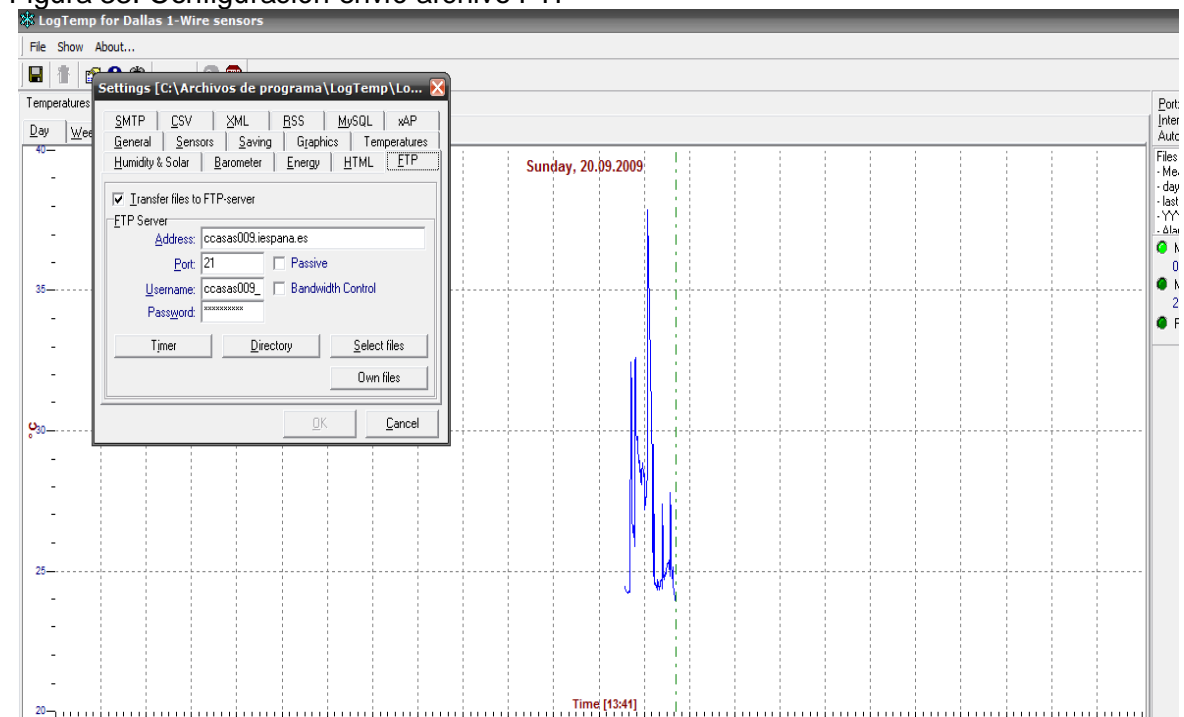 LogTemp for Dallas 1-Wire sensors
File Show About...
Settings [C:\Archivos de programa\LogTemp\Lo...
Temperatures
Day
SMTP CSV XML RSS MySQL xAP
General Sensors Saving Graphics Temperatures
Humidity & Solar Barometer Energy HTML FTP
Transfer files to FTP-server
FTP Server
Address: ccasas009.iespana.es
Port: 21 Passive
Username: ccasas009_ Bandwidth Control
Password: xxxxxxxxxx
Timer Directory Select files
Own files
OK Cancel
Sunday, 20.09.2009
40
35
°C
30
25
20
Time [13:41]
Port:
Files
- day
- last